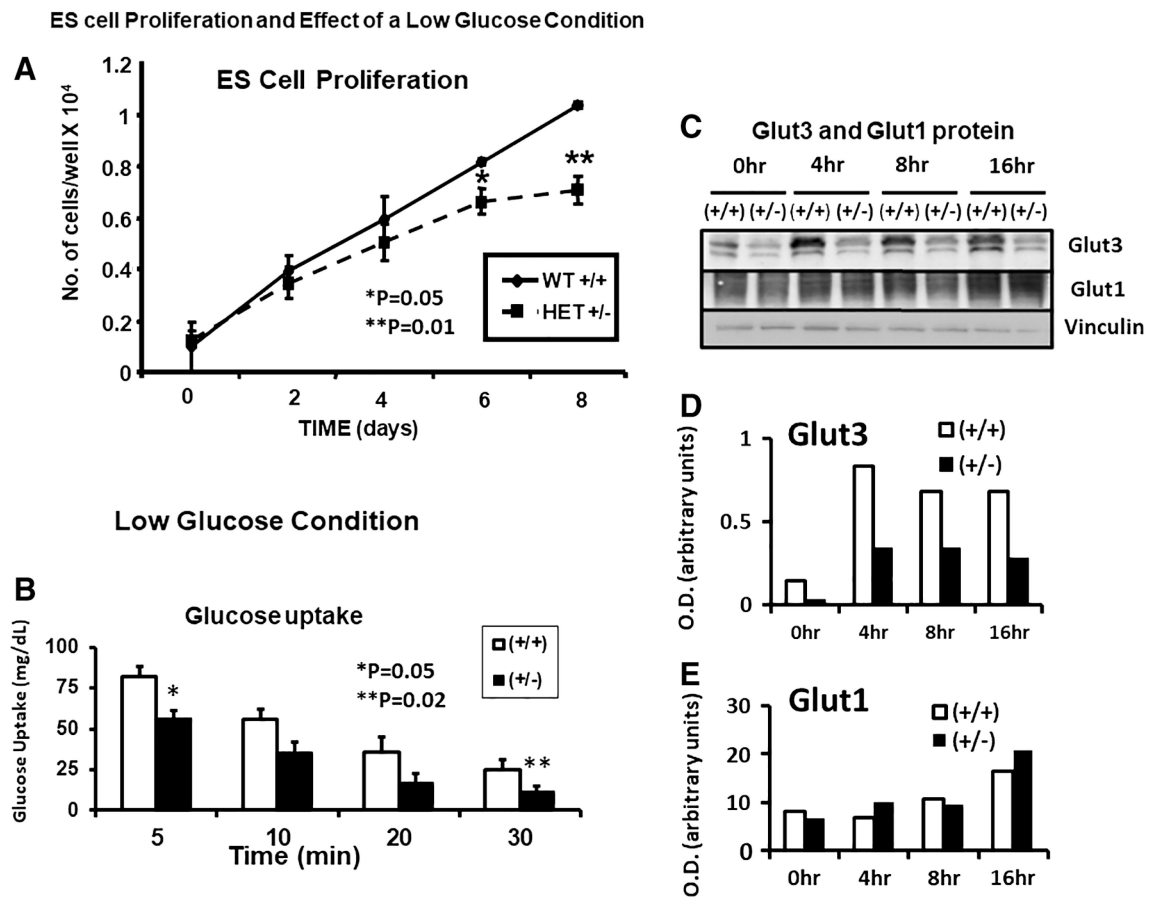 ES cell Proliferation and Effect of a Low Glucose Condition
A
ES Cell Proliferation
No. of cells/well X 10⁴
1.2
1
0.8
0.6
0.4
0.2
0
*
**
*P=0.05
**P=0.01
WT +/+
HET +/-
0 2 4 6 8
TIME (days)
Low Glucose Condition
B
Glucose uptake
Glucose Uptake (mg/dL)
100
75
50
25
0
*
**
*P=0.05
**P=0.02
(+/+)
(+/-)
5 10 20 30
Time (min)
C
Glut3 and Glut1 protein
0hr 4hr 8hr 16hr
(+/+) (+/-) (+/+) (+/-) (+/+) (+/-) (+/+) (+/-)
Glut3
Glut1
Vinculin
D
Glut3
(+/+)
(+/-)
O.D. (arbitrary units)
1
0.5
0
0hr 4hr 8hr 16hr
E
Glut1
(+/+)
(+/-)
O.D. (arbitrary units)
30
20
10
0
0hr 4hr 8hr 16hr